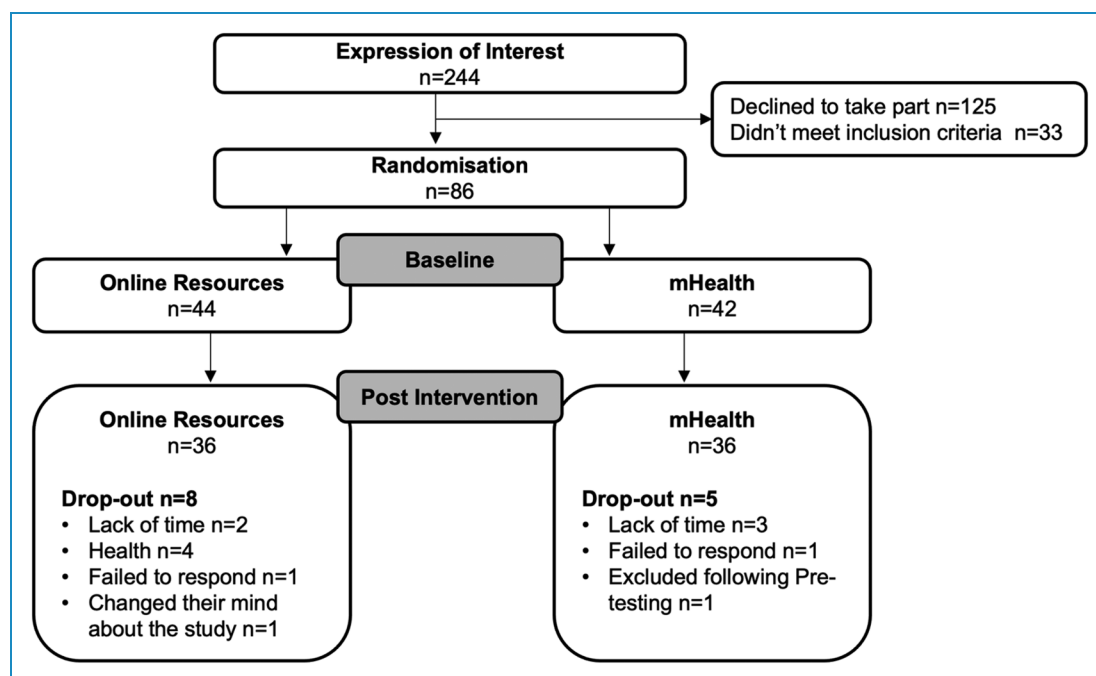 Expression of Interest
n=244
Declined to take part n=125
Didn't meet inclusion criteria n=33
Randomisation
n=86
Baseline
Online Resources
n=44
mHealth
n=42
Post Intervention
Online Resources
n=36
Drop-out n=8
• Lack of time n=2
• Health n=4
• Failed to respond n=1
• Changed their mind
about the study n=1
mHealth
n=36
Drop-out n=5
• Lack of time n=3
• Failed to respond n=1
• Excluded following Pre-
testing n=1